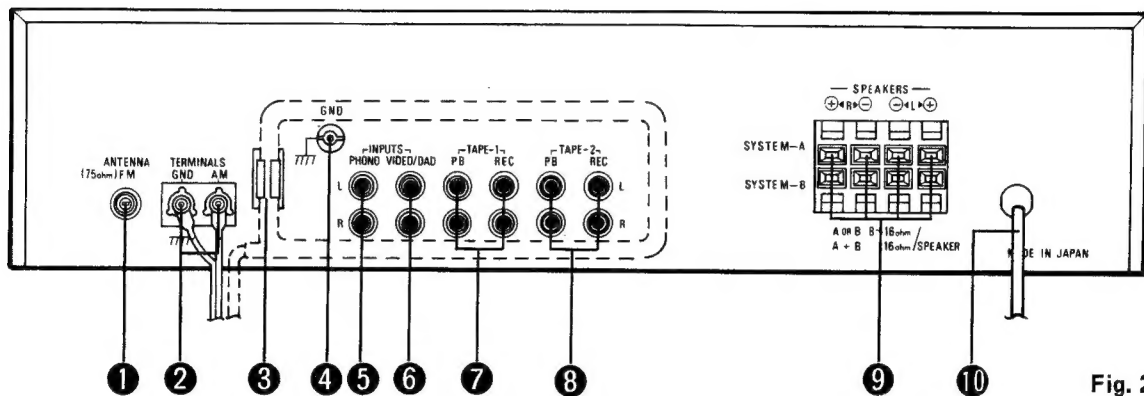 SPEAKERS
+ ◄R► − − ◄L► +
GND
SYSTEM-A
INPUTS TAPE-1 TAPE-2
ANTENNA TERMINALS PHONO VIDEO/DAD PB REC PB REC
(75ohm) FM GND AM
L L
SYSTEM-B
R R
A OR B 8~16ohm/SPEAKER
A + B 16ohm/SPEAKER
MADE IN JAPAN
1 2 3 4 5 6 7 8 9 10
Fig. 2